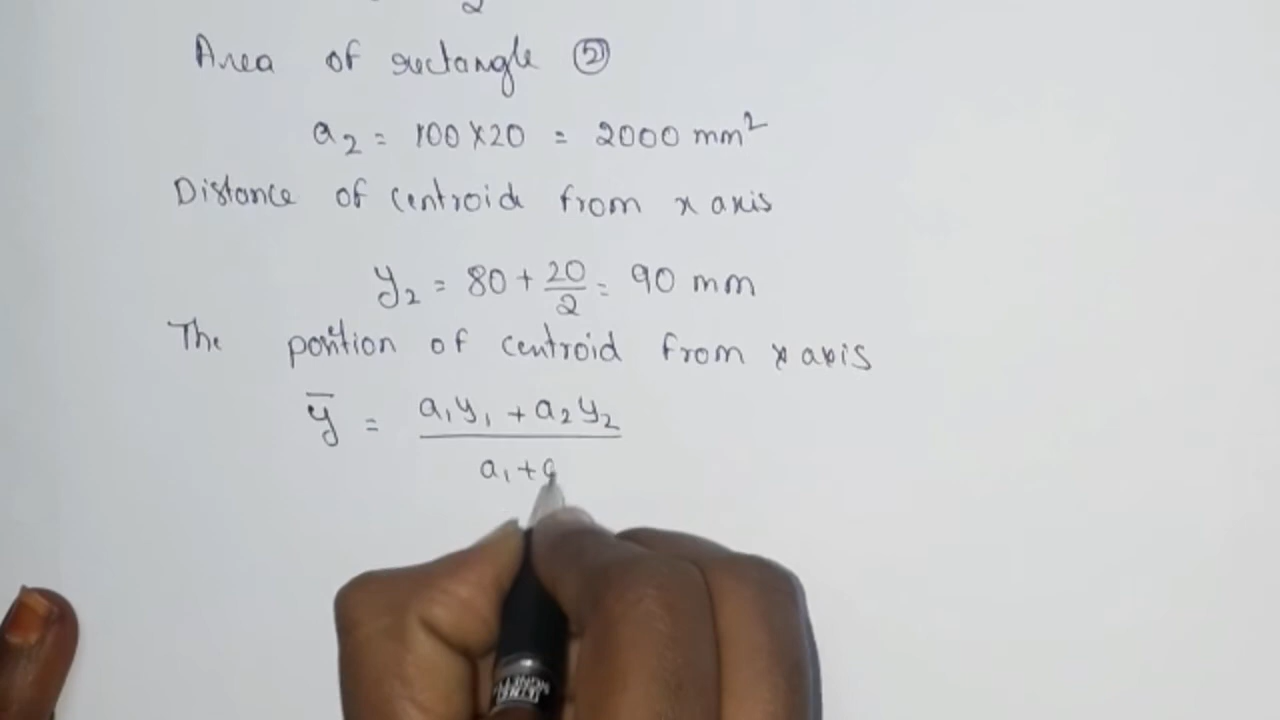 2
Area of rectangle ②
a₂ = 100 × 20 = 2000 mm²
Distance of centroid from x axis
y₂ = 80 + 20/2 = 90 mm
The position of centroid from x axis
ȳ = a₁y₁ + a₂y₂
a₁ + a